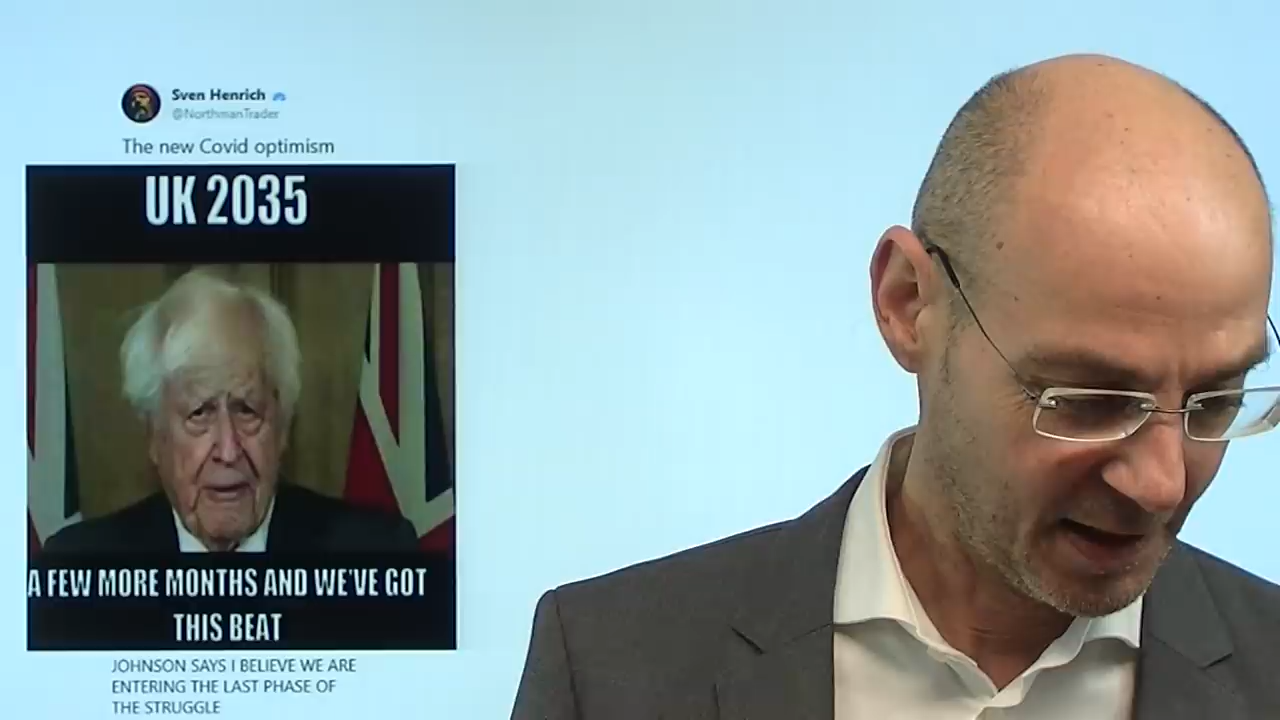 Sven Henrich
@NorthmanTrader
The new Covid optimism
UK 2035
A FEW MORE MONTHS AND WE'VE GOT
THIS BEAT
JOHNSON SAYS I BELIEVE WE ARE
ENTERING THE LAST PHASE OF
THE STRUGGLE